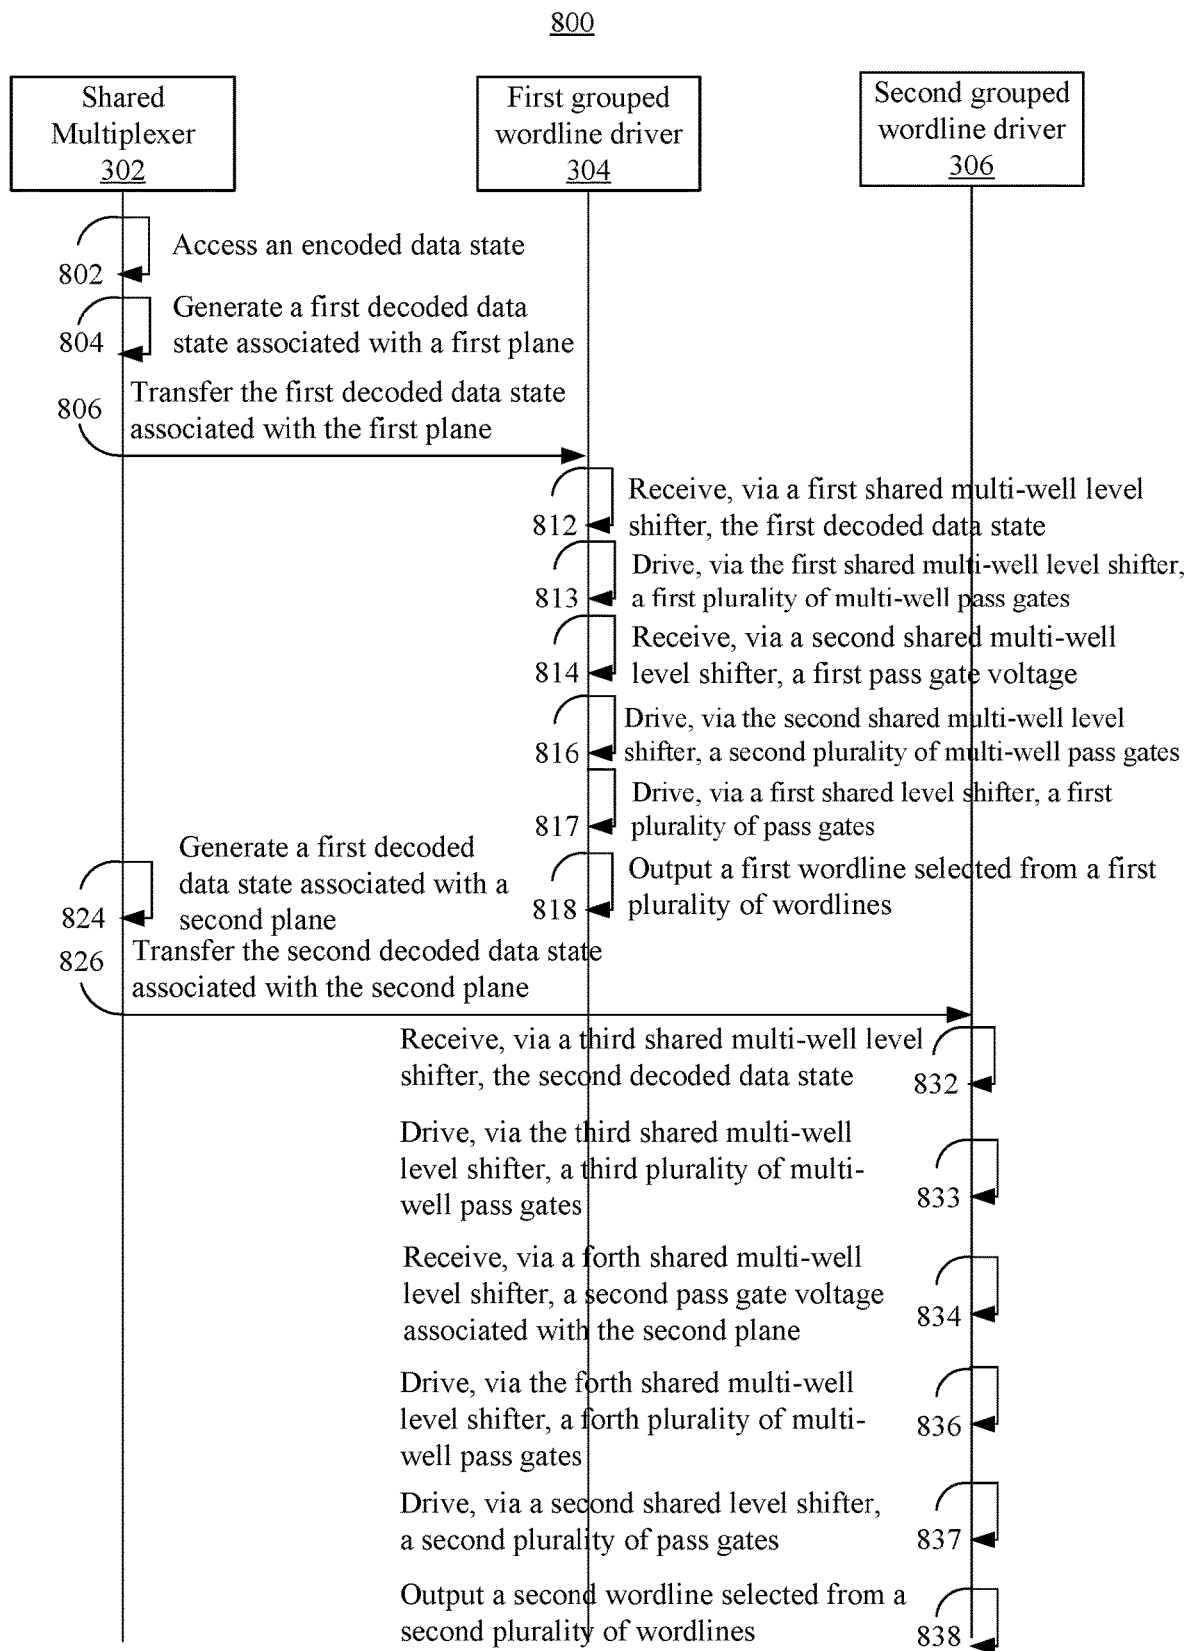 800
Shared
Multiplexer
302
First grouped
wordline driver
304
Second grouped
wordline driver
306
Access an encoded data state
802
Generate a first decoded data
state associated with a first plane
804
Transfer the first decoded data state
associated with the first plane
806
Receive, via a first shared multi-well level
shifter, the first decoded data state
812
Drive, via the first shared multi-well level shifter,
a first plurality of multi-well pass gates
813
Receive, via a second shared multi-well
level shifter, a first pass gate voltage
814
Drive, via the second shared multi-well level
shifter, a second plurality of multi-well pass gates
816
Drive, via a first shared level shifter, a first
plurality of pass gates
817
Generate a first decoded
data state associated with a
second plane
824
Output a first wordline selected from a first
plurality of wordlines
818
Transfer the second decoded data state
associated with the second plane
826
Receive, via a third shared multi-well level
shifter, the second decoded data state
832
Drive, via the third shared multi-well
level shifter, a third plurality of multi-
well pass gates
833
Receive, via a forth shared multi-well
level shifter, a second pass gate voltage
associated with the second plane
834
Drive, via the forth shared multi-well
level shifter, a forth plurality of multi-
well pass gates
836
Drive, via a second shared level shifter,
a second plurality of pass gates
837
Output a second wordline selected from a
second plurality of wordlines
838